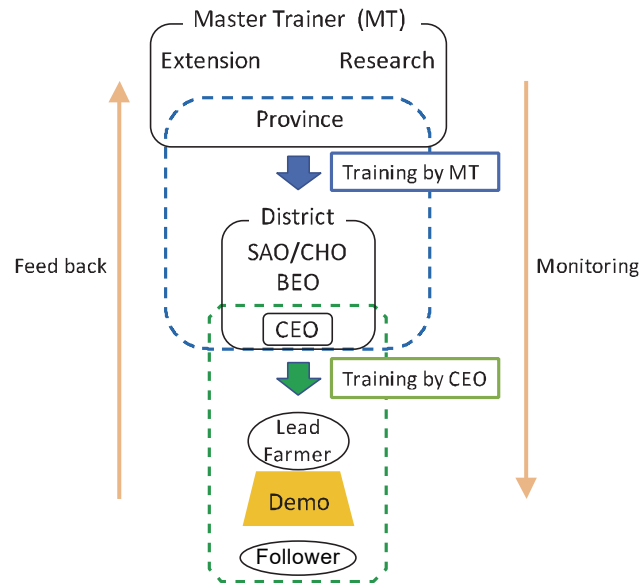 Master Trainer (MT)
Extension Research
Province
Training by MT
District
SAO/CHO
BEO
Feed back
Monitoring
CEO
Training by CEO
Lead
Farmer
Demo
Follower